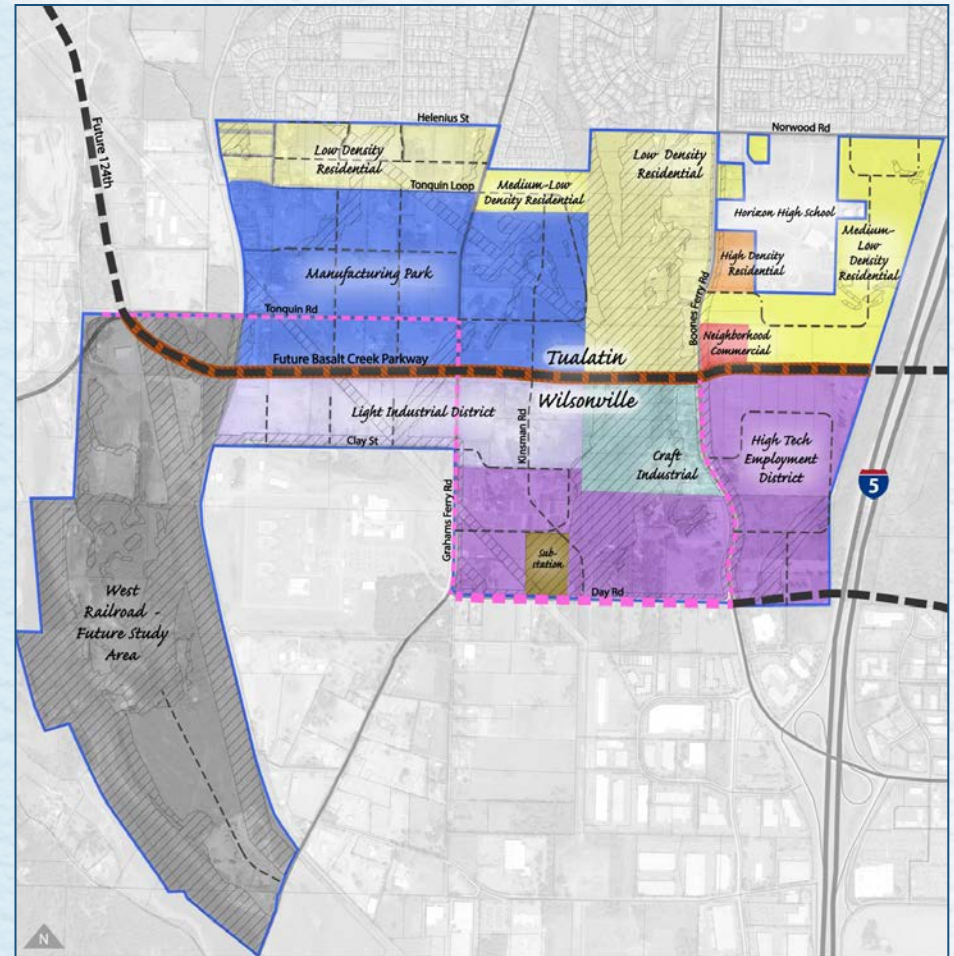 Helenius St
Norwood Rd
Future 124th
Low Density
Residential
Low Density
Residential
Tonquin Loop
Medium-Low
Density Residential
Horizon High School
Medium-
Low
Density
Residential
High Density
Residential
Manufacturing Park
Boones Ferry Rd
Tonquin Rd
Neighborhood
Commercial
Future Basalt Creek Parkway
Tualatin
Wilsonville
Light Industrial District
Kinsman Rd
Clay St
Craft
Industrial
High Tech
Employment
District
5
Grahams Ferry Rd
Sub-
station
Day Rd
West
Railroad -
Future Study
Area
N